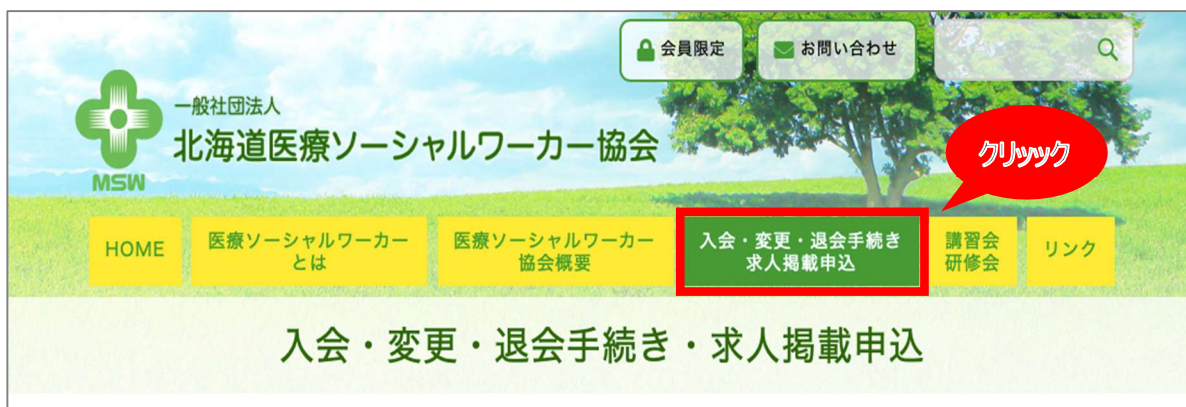 会員限定
お問い合わせ
一般社団法人
北海道医療ソーシャルワーカー協会
MSW
クリッック
HOME
医療ソーシャルワーカー
とは
医療ソーシャルワーカー
協会概要
入会・変更・退会手続き
求人掲載申込
講習会
研修会
リンク
入会・変更・退会手続き・求人掲載申込